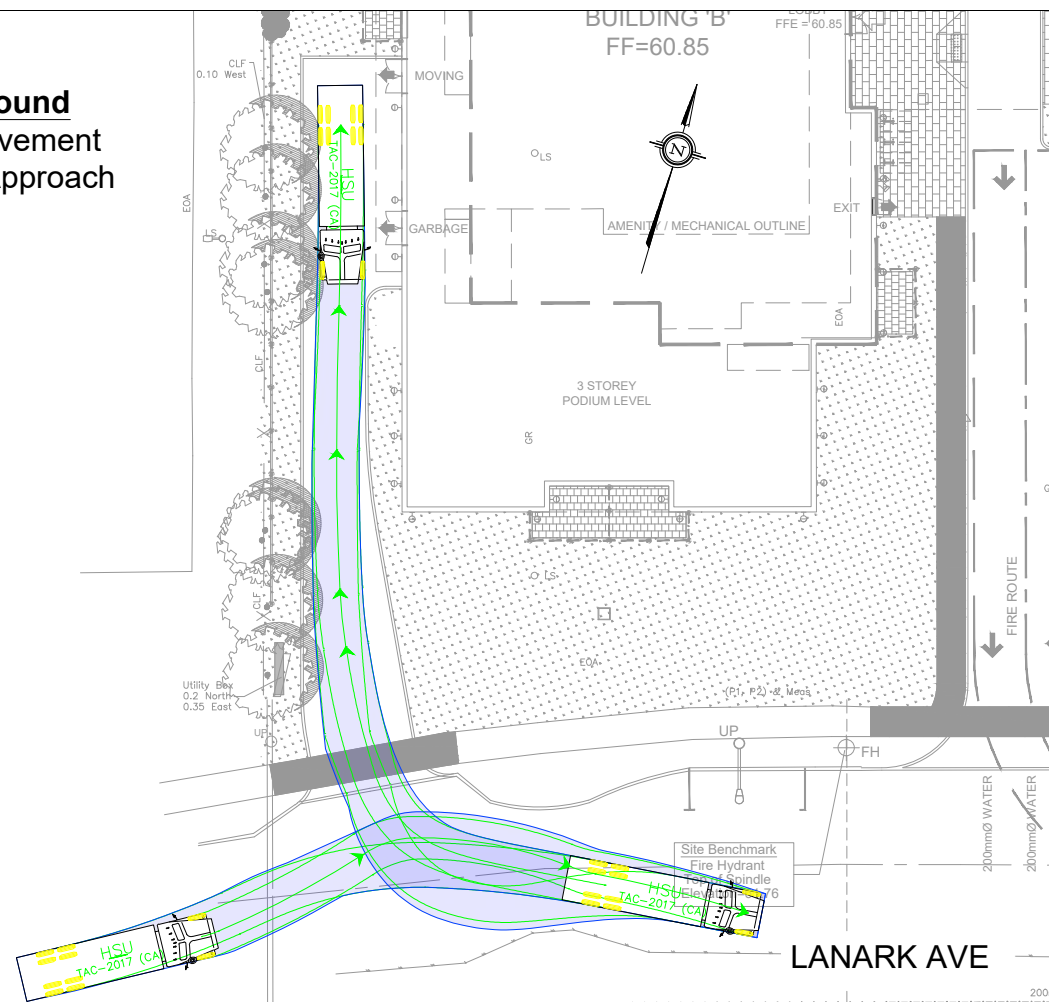 BUILDING 'B'
FF=60.85
LOBBY
FFE = 60.85
CLF
0.10 West
MOVING
ound
vement
pproach
HSU
TAC-2017 (CA
LS
N
EOA
LS
GARBAGE
AMENITY / MECHANICAL OUTLINE
EXIT
EOA
CLF
3 STOREY
PODIUM LEVEL
GR
LS
CLF
FIRE ROUTE
EOA
Utility Box
0.2 North
0.35 East
(P1, P2) & Meas
UP
UP
FH
200mmØ WATER
200mmØ WATER
Site Benchmark
Fire Hydrant
Top of Spindle
HSU
TAC-2017 (CA
HSU
TAC-2017 (CA)
LANARK AVE
200